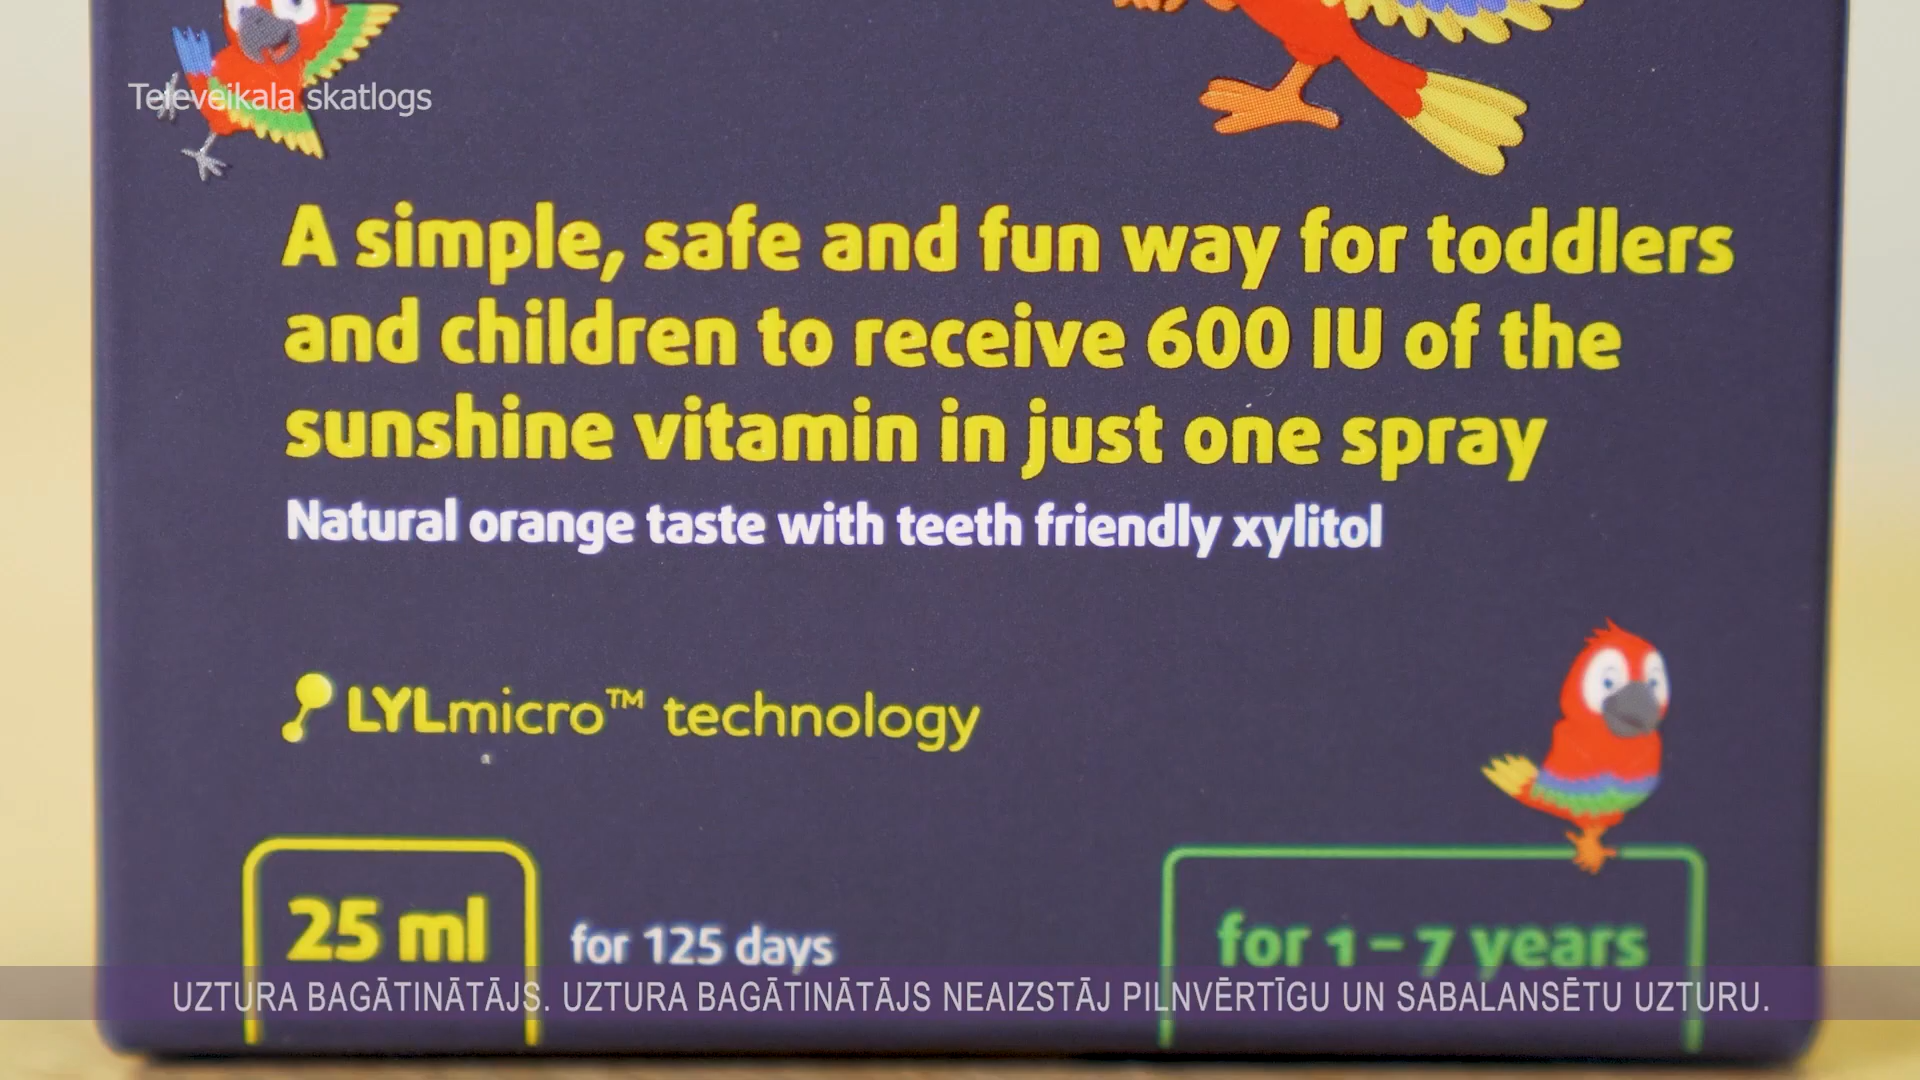 Televeikala skatlogs
A simple, safe and fun way for toddlers
and children to receive 600 IU of the
sunshine vitamin in just one spray
Natural orange taste with teeth friendly xylitol
LYLmicro™ technology
25 ml
for 125 days
for 1 – 7 years
UZTURA BAGĀTINĀTĀJS. UZTURA BAGĀTINĀTĀJS NEAIZSTĀJ PILNVĒRTĪGU UN SABALANSĒTU UZTURU.